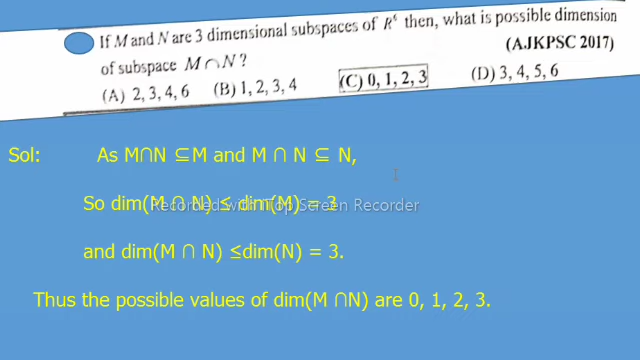 If M and N are 3 dimensional subspaces of R⁶ then, what is possible dimension
of subspace M∩N?
(AJKPSC 2017)
(A) 2, 3, 4, 6 (B) 1, 2, 3, 4 (C) 0, 1, 2, 3 (D) 3, 4, 5, 6
Sol: As M∩N ⊆M and M ∩ N ⊆ N,
So dim(M ∩ N) ≤ dim(M) = 3
Recorded with iTop Screen Recorder
and dim(M ∩ N) ≤dim(N) = 3.
Thus the possible values of dim(M ∩N) are 0, 1, 2, 3.